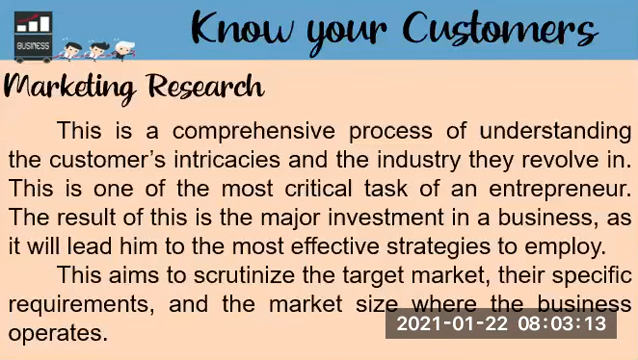 Know your Customers
BUSINESS
Marketing Research
This is a comprehensive process of understanding
the customer's intricacies and the industry they revolve in.
This is one of the most critical task of an entrepreneur.
The result of this is the major investment in a business, as
it will lead him to the most effective strategies to employ.
This aims to scrutinize the target market, their specific
requirements, and the market size where the business
operates.
2021-01-22 08:03:13